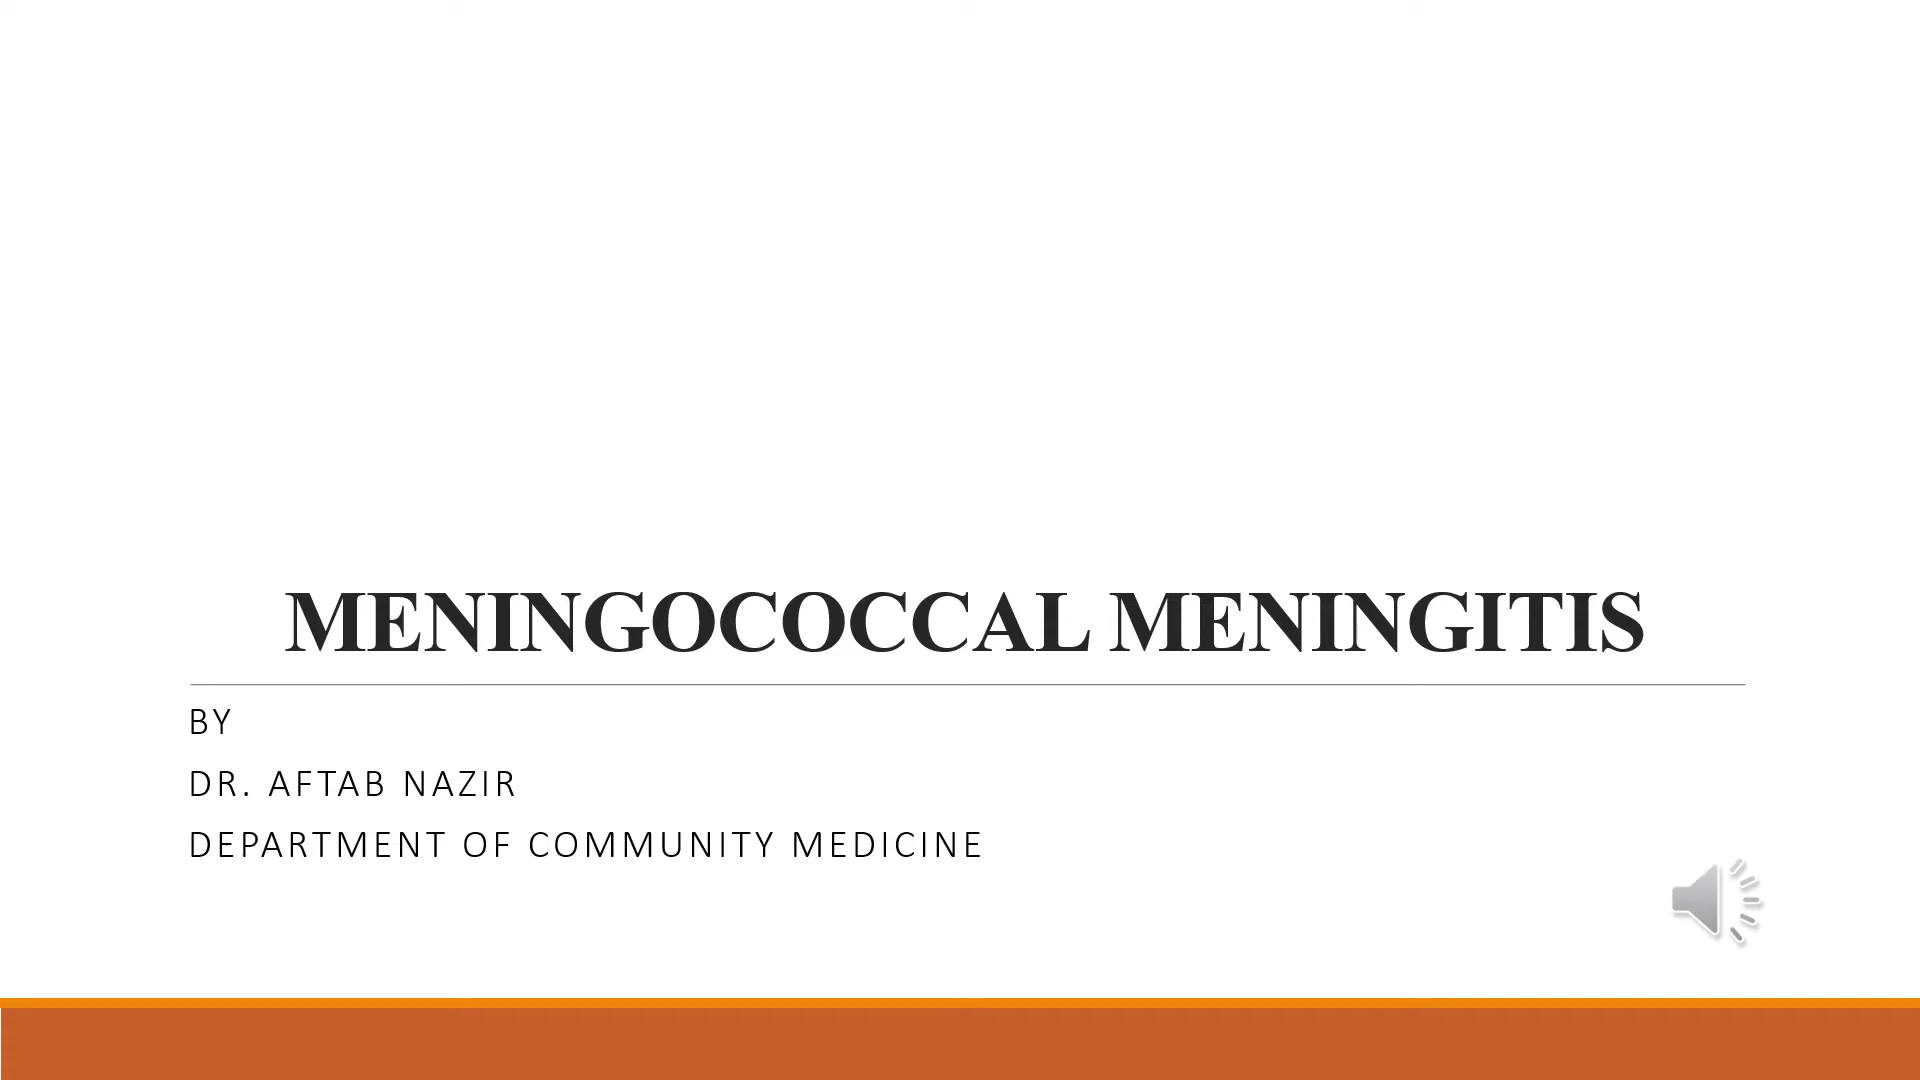 MENINGOCOCCAL MENINGITIS
BY
DR. AFTAB NAZIR
DEPARTMENT OF COMMUNITY MEDICINE